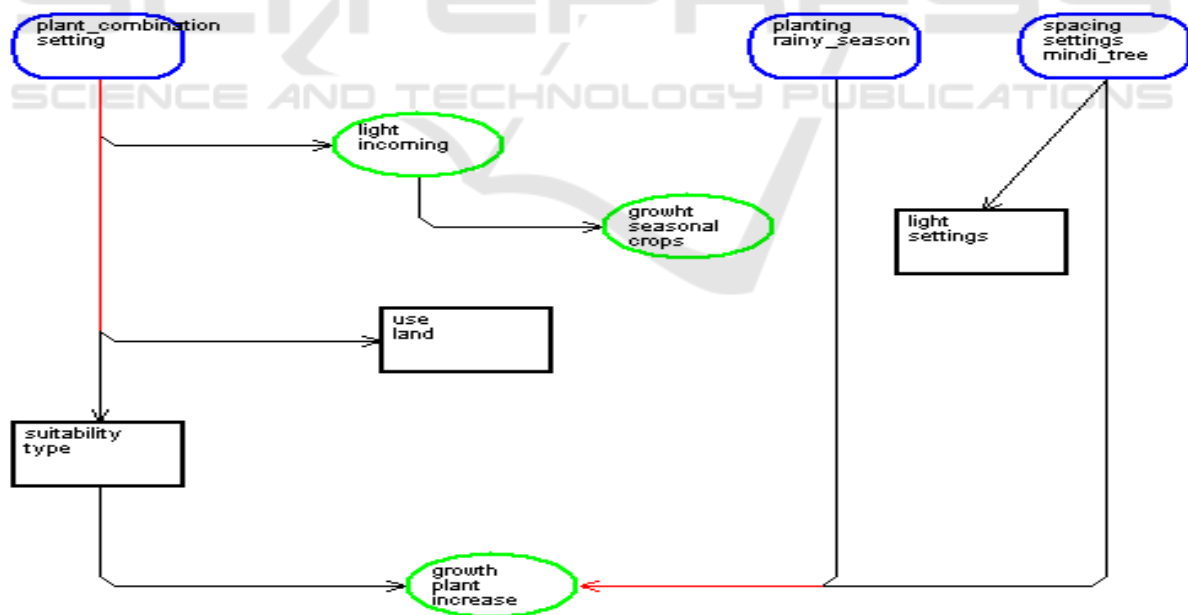 plant_combination
setting
planting
rainy_season
spacing
settings
mindi_tree
SCIENCE AND TECHNOLOGY PUBLICATIONS
light
incoming
growht
seasonal
crops
light
settings
use
land
suitability
type
growth
plant
increase